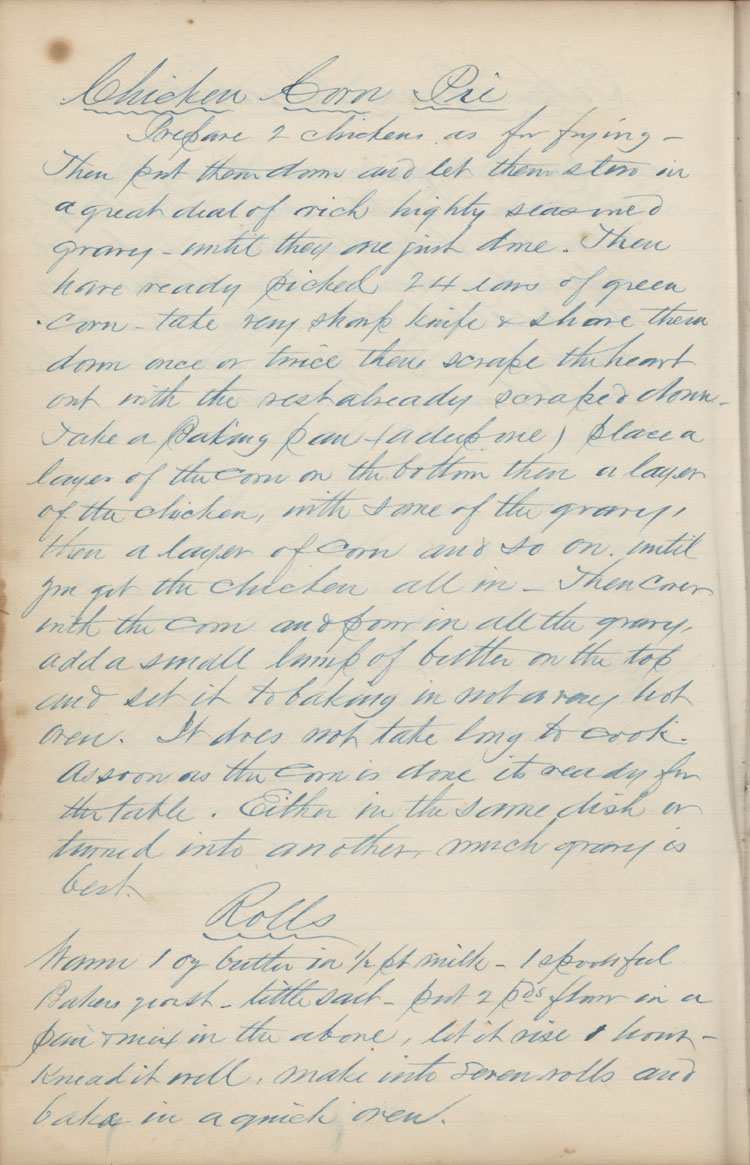 Chicken Corn Pie
Prepare 2 chickens as for frying -
Then put them down and let them stew in
a great deal of rich highty seasoned
gravy - until they are just done. Then
have ready picked 24 ears of green
corn - take very sharp knife & shave them
down once or twice then scrape the heart
out with the rest already scraped down -
Take a Baking pan - (a deep one) place a
layer of the corn on the bottom then a layer
of the chicken, with some of the gravy,
then a layer of corn and so on. until
you get the chicken all in - Then cover
with the corn and pour in all the gravy,
add a small lump of butter on the top
and set it to baking in not a very hot
oven. It does not take long to cook.
As soon as the corn is done its ready for
the table. Either in the same dish or
turned into another, much gravy is
best.
Rolls
Warm 1 oz butter in ½ pt milk - 1 spoonful
Bakers yeast - little salt - put 2 pds flour in a
pan & mix in the above, let it rise 1 hour -
Knead it well, make into seven rolls and
bake in a quick oven.